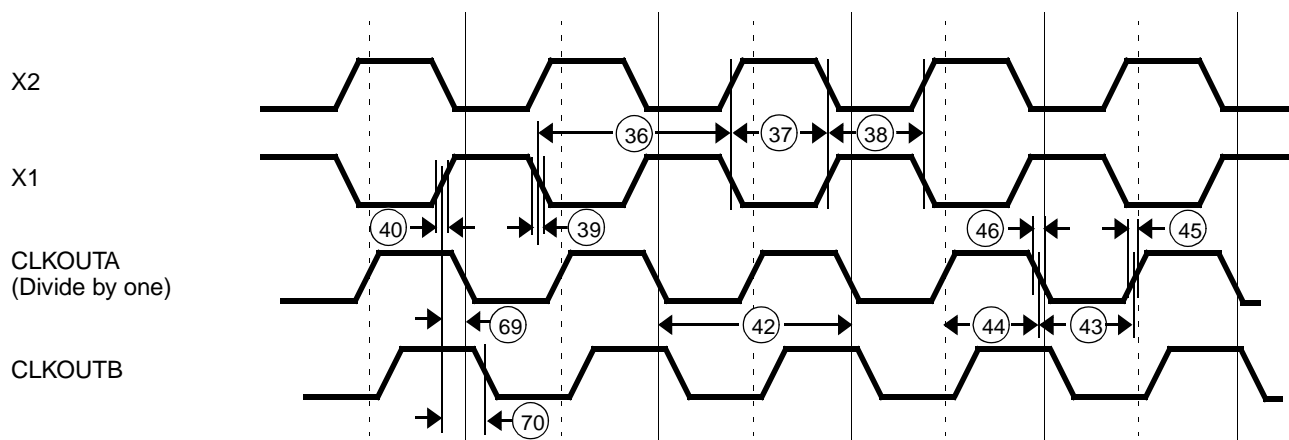 X2
36
37
38
X1
40
39
46
45
CLKOUTA
(Divide by one)
69
42
44
43
CLKOUTB
70